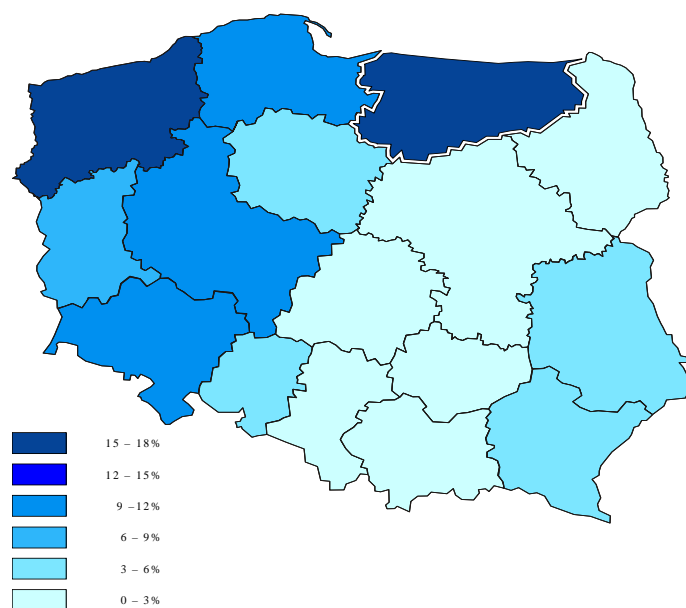 15 – 18%
12 – 15%
9 –12%
6 – 9%
3 – 6%
0 – 3%